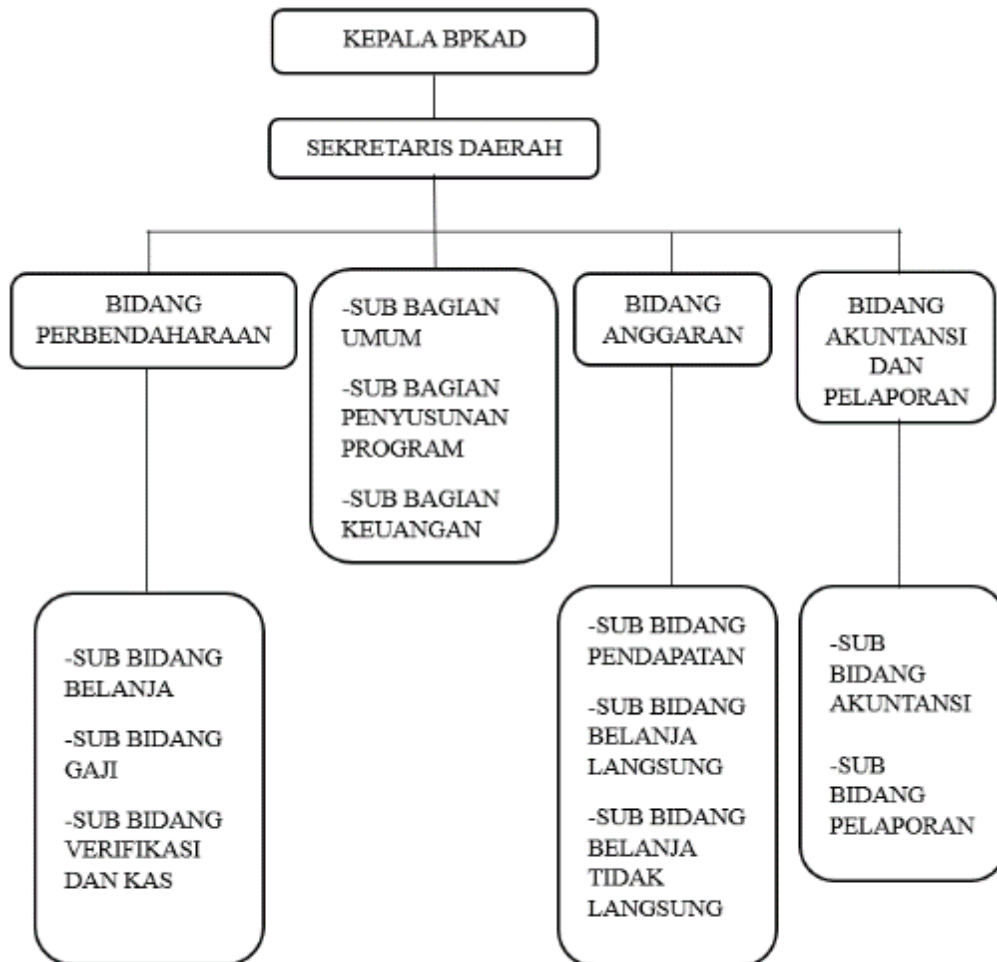 KEPALA BPKAD
SEKRETARIS DAERAH
BIDANG
PERBENDAHARAAN
-SUB BAGIAN
UMUM
-SUB BAGIAN
PENYUSUNAN
PROGRAM
-SUB BAGIAN
KEUANGAN
BIDANG
ANGGARAN
BIDANG
AKUNTANSI
DAN
PELAPORAN
-SUB BIDANG
BELANJA
-SUB BIDANG
GAJI
-SUB BIDANG
VERIFIKASI
DAN KAS
-SUB BIDANG
PENDAPATAN
-SUB BIDANG
BELANJA
LANGSUNG
-SUB BIDANG
BELANJA
TIDAK
LANGSUNG
-SUB
BIDANG
AKUNTANSI
-SUB
BIDANG
PELAPORAN